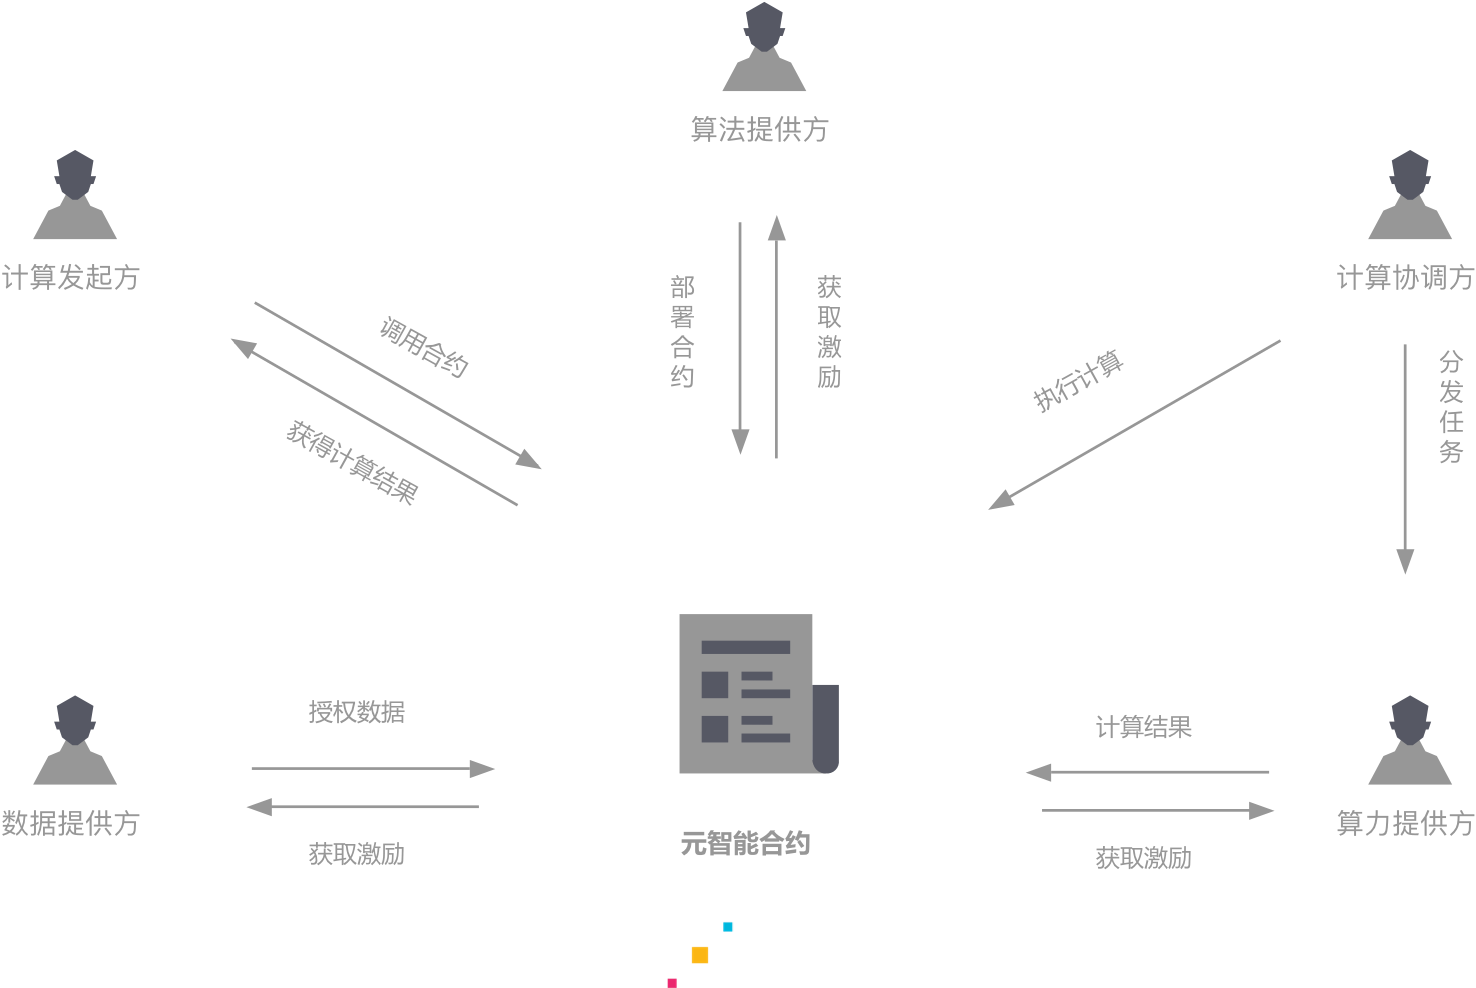 算法提供方
计算发起方
计算协调方
调用合约
获得计算结果
部署合约
获取激励
执行计算
分发任务
授权数据
获取激励
数据提供方
元智能合约
计算结果
获取激励
算力提供方